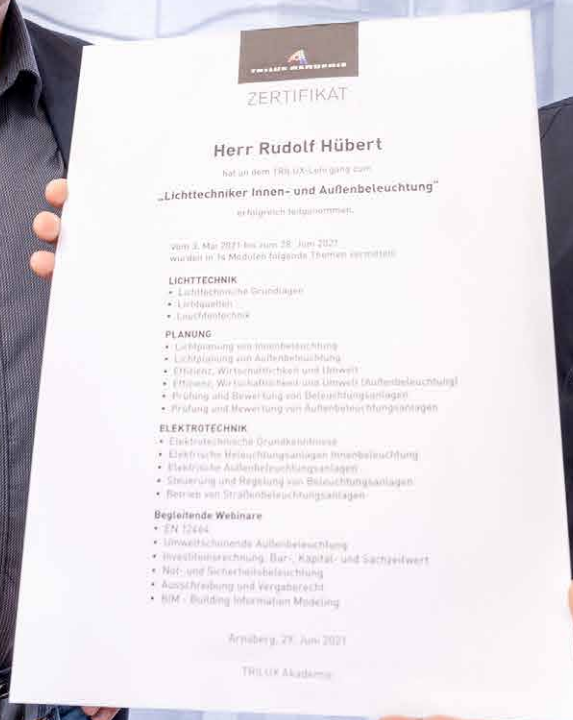 TRILUX AKADEMIE
ZERTIFIKAT
Herr Rudolf Hübert
hat an dem TRILUX-Lehrgang zum
„Lichttechniker Innen- und Außenbeleuchtung“
erfolgreich teilgenommen.
Vom 3. Mai 2021 bis zum 28. Juni 2021
wurden in 14 Modulen folgende Themen vermittelt:
LICHTTECHNIK
• Lichttechnische Grundlagen
• Lichtquellen
• Leuchtentechnik
PLANUNG
• Lichtplanung von Innenbeleuchtung
• Lichtplanung von Außenbeleuchtung
• Effizienz, Wirtschaftlichkeit und Umwelt
• Effizienz, Wirtschaftlichkeit und Umwelt (Außenbeleuchtung)
• Prüfung und Bewertung von Beleuchtungsanlagen
• Prüfung und Bewertung von Außenbeleuchtungsanlagen
ELEKTROTECHNIK
• Elektrotechnische Grundkenntnisse
• Elektrische Beleuchtungsanlagen Innenbeleuchtung
• Elektrische Außenbeleuchtungsanlagen
• Steuerung und Regelung von Beleuchtungsanlagen
• Betrieb von Straßenbeleuchtungsanlagen
Begleitende Webinare
• EN 12464
• Umweltschonende Außenbeleuchtung
• Investitionsrechnung, Bar-, Kapital- und Sachzeitwert
• Not- und Sicherheitsbeleuchtung
• Ausschreibung und Vergaberecht
• BIM - Building Information Modeling
Arnsberg, 29. Juni 2021
TRILUX Akademie